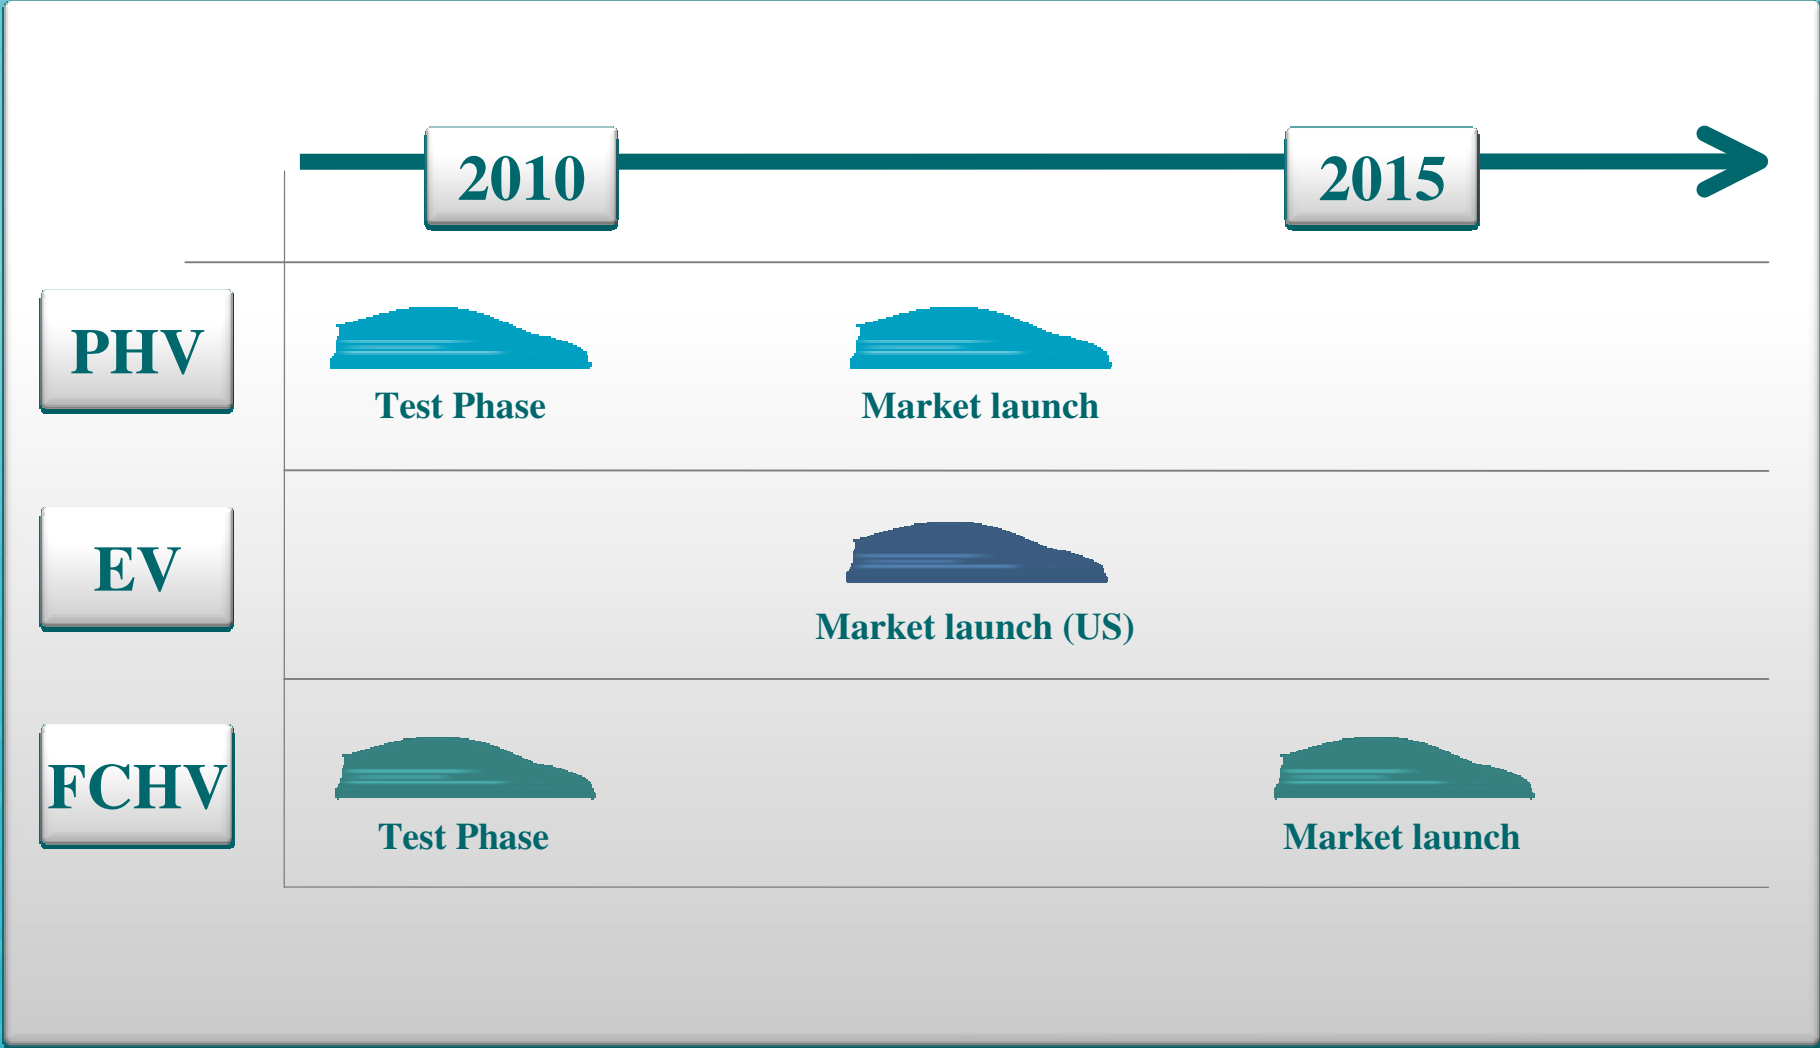 2010
2015
PHV
Test Phase
Market launch
EV
Market launch (US)
FCHV
Test Phase
Market launch